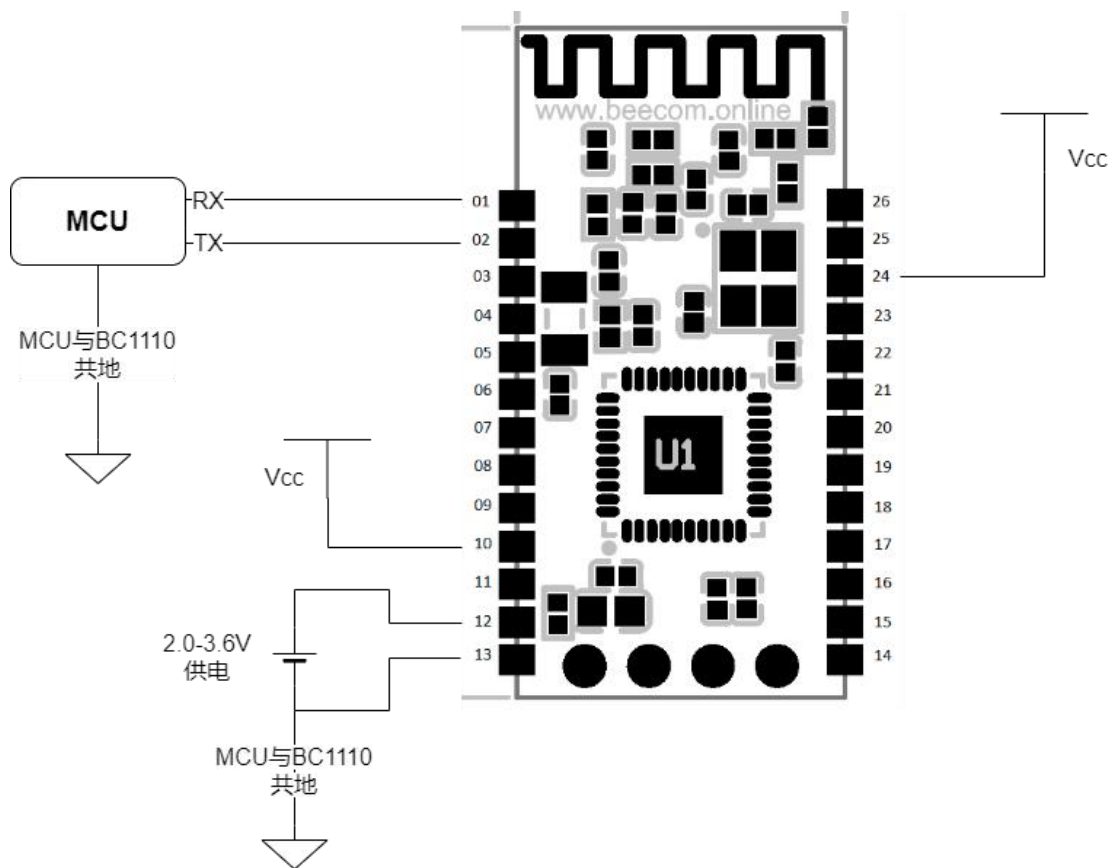 www.beecom.online
Vcc
MCU
RX
TX
01
02
03
04
05
06
07
08
09
10
11
12
13
26
25
24
23
22
21
20
19
18
17
16
15
14
MCU与BC1110
共地
Vcc
U1
2.0-3.6V
供电
MCU与BC1110
共地